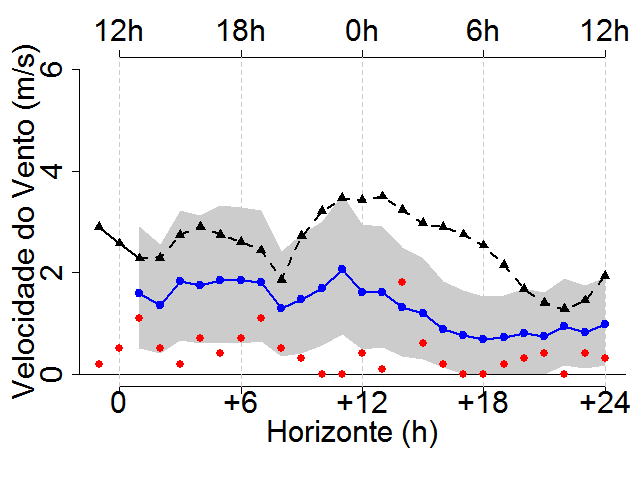 12h 18h 0h 6h 12h
Velocidade do Vento (m/s)
6
4
2
0
0 +6 +12 +18 +24
Horizonte (h)